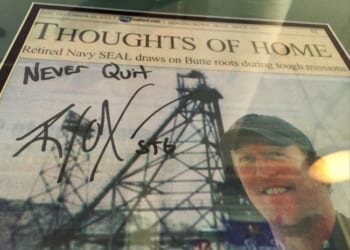 THOUGHTS OF HOME
Retired Navy SEAL draws on Butte roots during tough missions
NEVER QUIT
ST6